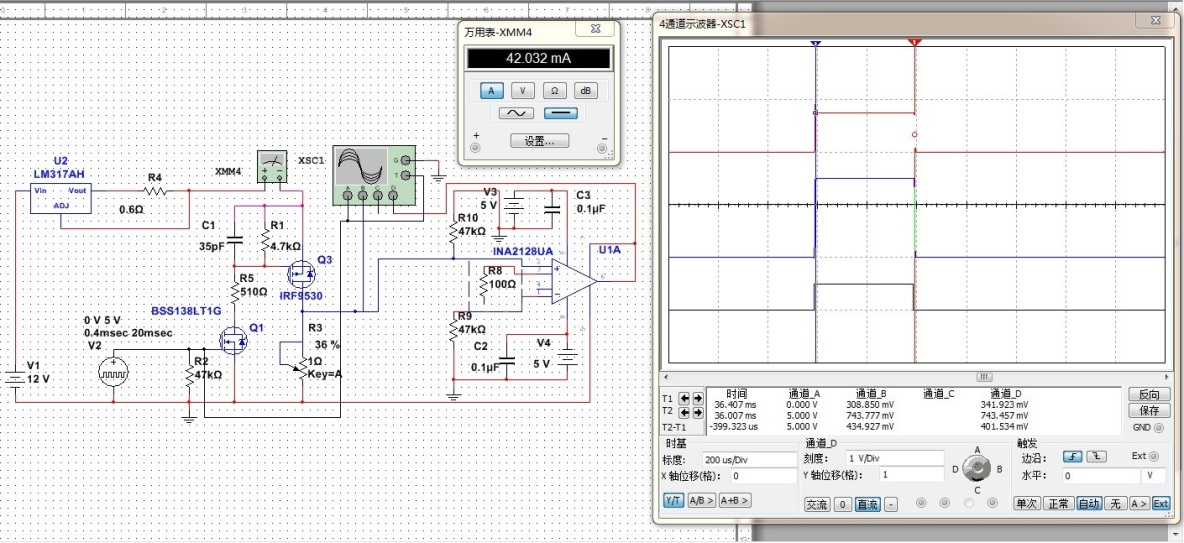 万用表-XMM4
42.032 mA
A V Ω dB
+ 设置... -
4通道示波器-XSC1
U2
LM317AH
Vin Vout
ADJ
R4
0.6Ω
XMM4
XSC1
G
T
A B C D
C1
35pF
R1
4.7kΩ
Q3
IRF9530
R5
510Ω
BSS138LT1G
Q1
0 V 5 V
0.4msec 20msec
V2
R2
47kΩ
V1
12 V
R3
36 %
1Ω
Key=A
R10
47kΩ
V3
5 V
C3
0.1µF
INA2128UA
U1A
R8
100Ω
R9
47kΩ
C2
0.1µF
V4
5 V
时间 通道_A 通道_B 通道_C 通道_D
T1 36.407 ms 0.000 V 308.850 mV 341.923 mV
T2 36.007 ms 5.000 V 743.777 mV 743.457 mV
T2-T1 -399.323 us 5.000 V 434.927 mV 401.534 mV
反向
保存
GND
时基
标度: 200 us/Div
X 轴位移(格): 0
Y/T A/B > A+B >
通道_D
刻度: 1 V/Div
Y 轴位移(格): 1
交流 0 直流 -
A
B
C
D
触发
边沿: Ext
水平: 0 V
单次 正常 自动 无 A > Ext